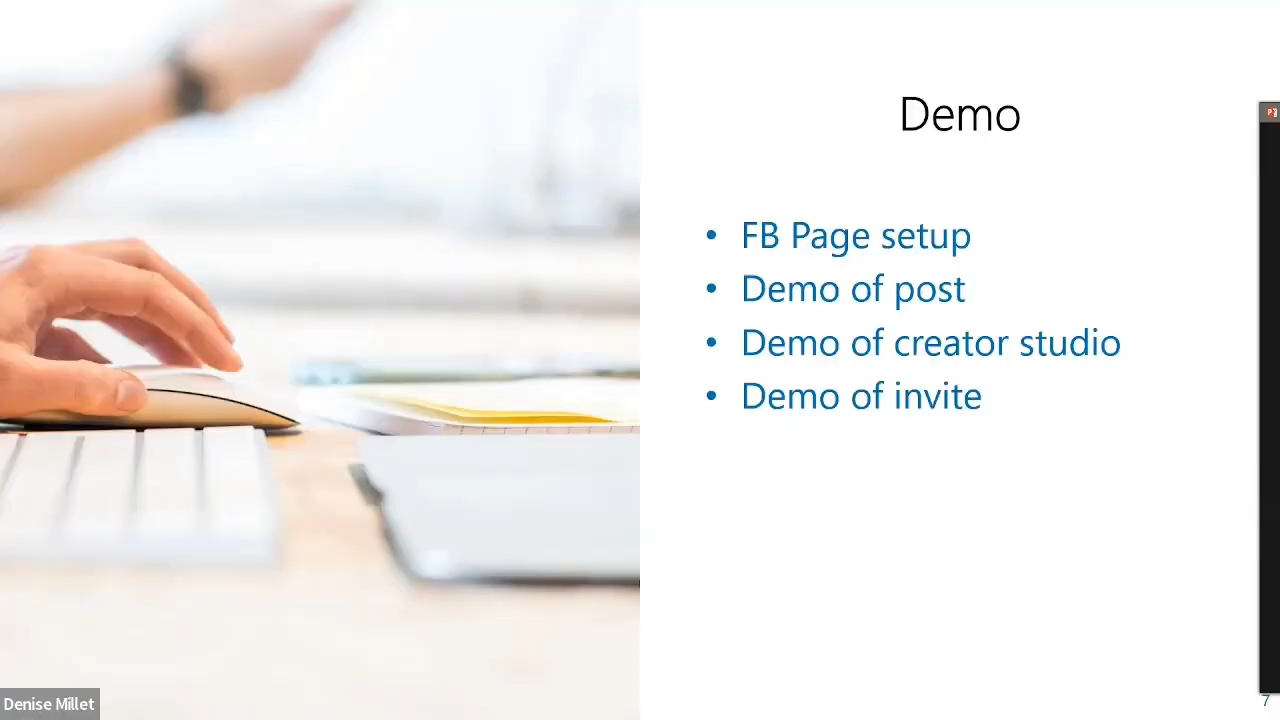 Demo
• FB Page setup
• Demo of post
• Demo of creator studio
• Demo of invite
Denise Millet
7